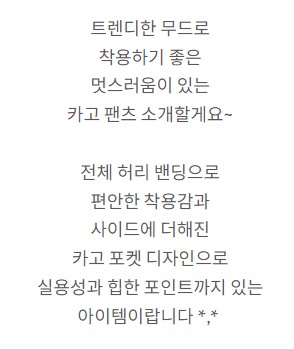 트렌디한 무드로
착용하기 좋은
멋스러움이 있는
카고 팬츠 소개할게요~
전체 허리 밴딩으로
편안한 착용감과
사이드에 더해진
카고 포켓 디자인으로
실용성과 힙한 포인트까지 있는
아이템이랍니다 *,*